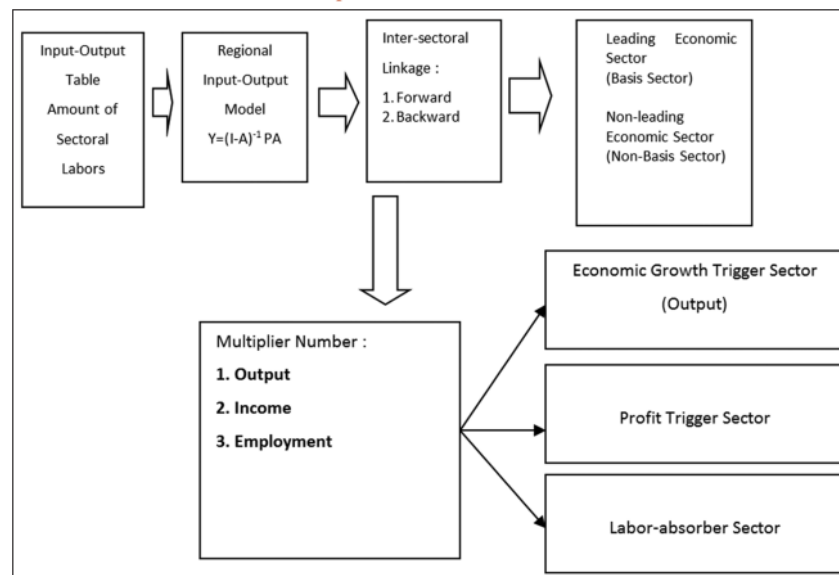 Input-Output
Table
Amount of
Sectoral
Labors
Regional
Input-Output
Model
Y=(I-A)⁻¹ PA
Inter-sectoral
Linkage :
1. Forward
2. Backward
Leading Economic
Sector
(Basis Sector)
Non-leading
Economic Sector
(Non-Basis Sector)
Multiplier Number :
1. Output
2. Income
3. Employment
Economic Growth Trigger Sector
(Output)
Profit Trigger Sector
Labor-absorber Sector